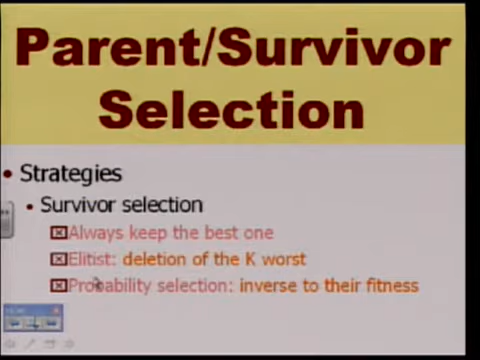 Parent/Survivor
Selection
Strategies
Survivor selection
Always keep the best one
Elitist: deletion of the K worst
Probability selection: inverse to their fitness